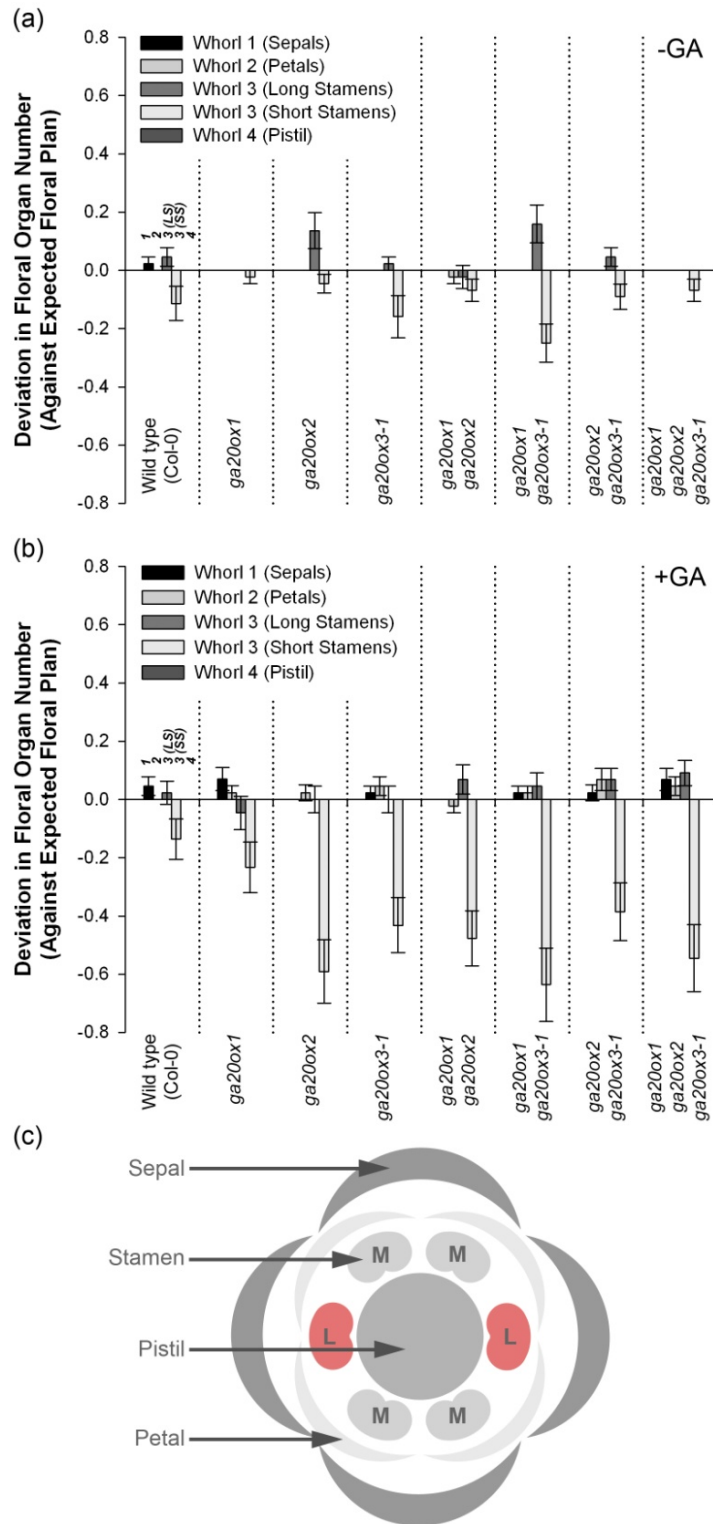 (a)
-GA
Whorl 1 (Sepals)
Whorl 2 (Petals)
Whorl 3 (Long Stamens)
Whorl 3 (Short Stamens)
Whorl 4 (Pistil)
Deviation in Floral Organ Number
(Against Expected Floral Plan)
0.8
0.6
0.4
0.2
0.0
-0.2
-0.4
-0.6
-0.8
1
2
3 (LS)
3 (SS)
4
Wild type
(Col-0)
ga20ox1
ga20ox2
ga20ox3-1
ga20ox1
ga20ox2
ga20ox1
ga20ox3-1
ga20ox2
ga20ox3-1
ga20ox1
ga20ox2
ga20ox3-1
(b)
+GA
Whorl 1 (Sepals)
Whorl 2 (Petals)
Whorl 3 (Long Stamens)
Whorl 3 (Short Stamens)
Whorl 4 (Pistil)
Deviation in Floral Organ Number
(Against Expected Floral Plan)
0.8
0.6
0.4
0.2
0.0
-0.2
-0.4
-0.6
-0.8
1
2
3 (LS)
3 (SS)
4
Wild type
(Col-0)
ga20ox1
ga20ox2
ga20ox3-1
ga20ox1
ga20ox2
ga20ox1
ga20ox3-1
ga20ox2
ga20ox3-1
ga20ox1
ga20ox2
ga20ox3-1
(c)
Sepal
Stamen
Pistil
Petal
M
M
L
L
M
M